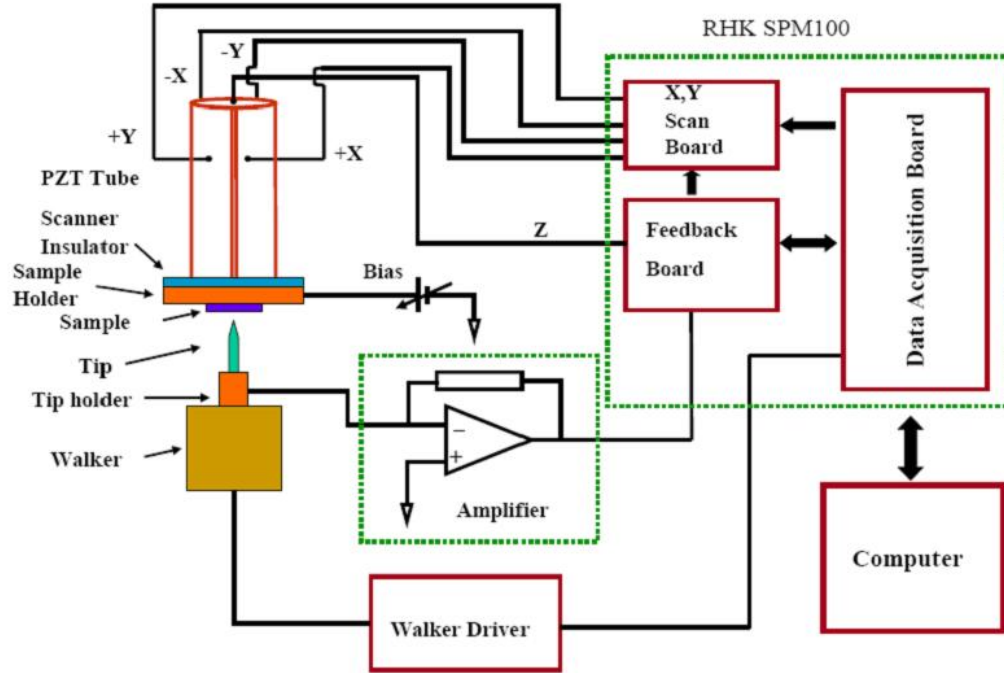 RHK SPM100
-Y
-X
+Y
+X
PZT Tube
Scanner
Insulator
Sample
Holder
Sample
Tip
Tip holder
Walker
Bias
Z
X,Y
Scan
Board
Feedback
Board
Data Acquisition Board
−
+
Amplifier
Walker Driver
Computer